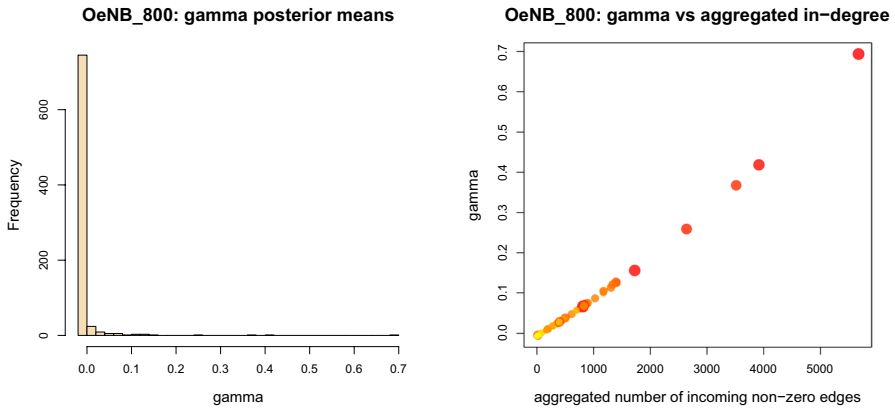 OeNB_800: gamma posterior means
Frequency
0
200
400
600
0.0 0.1 0.2 0.3 0.4 0.5 0.6 0.7
gamma
OeNB_800: gamma vs aggregated in−degree
gamma
0.0
0.1
0.2
0.3
0.4
0.5
0.6
0.7
0 1000 2000 3000 4000 5000
aggregated number of incoming non−zero edges